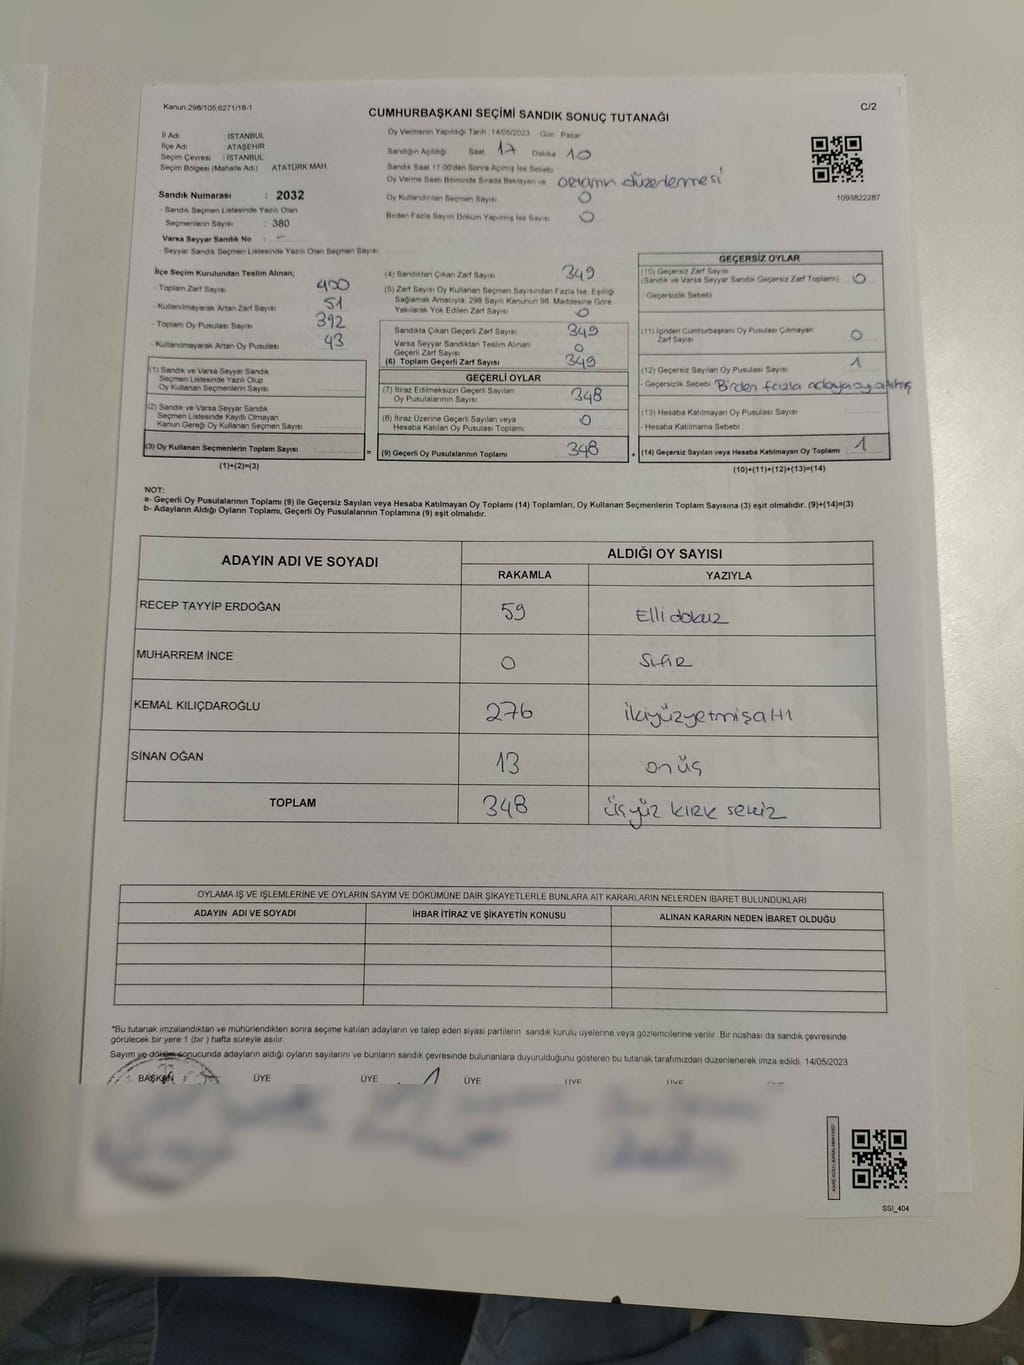 Kanun:298/105,6271/18-1
C/2
CUMHURBAŞKANI SEÇİMİ SANDIK SONUÇ TUTANAĞI
İl Adı : İSTANBUL
İlçe Adı : ATAŞEHİR
Seçim Çevresi : İSTANBUL
Seçim Bölgesi (Mahalle Adı) : ATATÜRK MAH
Sandık Numarası : 2032
- Sandık Seçmen Listesinde Yazılı Olan
Seçmenlerin Sayısı : 380
Varsa Seyyar Sandık No : -
- Seyyar Sandık Seçmen Listesinde Yazılı Olan Seçmen Sayısı
Oy Vermenin Yapıldığı Tarih : 14/05/2023 Gün : Pazar
Sandığın Açıldığı Saat 17 Dakika 10
Sandık Saat 17:00'den Sonra Açılmış İse Sebebi
Oy Verme Saati Bitiminde Sırada Bekleyen ve ortamın düzenlemesi
Oy Kullandırılan Seçmen Sayısı 0
Birden Fazla Sayım Döküm Yapılmış İse Sayısı 0
1093822287
İlçe Seçim Kurulundan Teslim Alınan;
- Toplam Zarf Sayısı 400
- Kullanılmayarak Artan Zarf Sayısı 51
- Toplam Oy Pusulası Sayısı 392
- Kullanılmayarak Artan Oy Pusulası 43
(1) Sandık ve Varsa Seyyar Sandık
Seçmen Listesinde Yazılı Olup
Oy Kullanan Seçmenlerin Sayısı
(2) Sandık ve Varsa Seyyar Sandık
Seçmen Listesinde Kayıtlı Olmayan
Kanun Gereği Oy Kullanan Seçmen Sayısı
(3) Oy Kullanan Seçmenlerin Toplam Sayısı
(1)+(2)=(3)
(4) Sandıktan Çıkan Zarf Sayısı 349
(5) Zarf Sayısı Oy Kullanan Seçmen Sayısından Fazla İse, Eşitliği
Sağlamak Amacıyla, 298 Sayılı Kanunun 98. Maddesine Göre
Yakılarak Yok Edilen Zarf Sayısı 0
Sandıkta Çıkan Geçerli Zarf Sayısı 349
Varsa Seyyar Sandıktan Teslim Alınan
Geçerli Zarf Sayısı 0
(6) Toplam Geçerli Zarf Sayısı 349
GEÇERLİ OYLAR
(7) İtiraz Edilmeksizin Geçerli Sayılan
Oy Pusulalarının Sayısı 348
(8) İtiraz Üzerine Geçerli Sayılan veya
Hesaba Katılan Oy Pusulası Toplamı 0
= (9) Geçerli Oy Pusulalarının Toplamı 348 +
GEÇERSİZ OYLAR
(10) Geçersiz Zarf Sayısı
(Sandık ve Varsa Seyyar Sandık Geçersiz Zarf Toplamı) 0
- Geçersizlik Sebebi
(11) İçinden Cumhurbaşkanı Oy Pusulası Çıkmayan
Zarf Sayısı 0
(12) Geçersiz Sayılan Oy Pusulası Sayısı 1
- Geçersizlik Sebebi Birden fazla adaya oy atılmış
(13) Hesaba Katılmayan Oy Pusulası Sayısı
- Hesaba Katılmama Sebebi
(14) Geçersiz Sayılan veya Hesaba Katılmayan Oy Toplamı 1
(10)+(11)+(12)+(13)=(14)
NOT:
a- Geçerli Oy Pusulalarının Toplamı (9) ile Geçersiz Sayılan veya Hesaba Katılmayan Oy Toplamı (14) Toplamları, Oy Kullanan Seçmenlerin Toplam Sayısına (3) eşit olmalıdır. (9)+(14)=(3)
b- Adayların Aldığı Oyların Toplamı, Geçerli Oy Pusulalarının Toplamına (9) eşit olmalıdır.
ADAYIN ADI VE SOYADI
ALDIĞI OY SAYISI
RAKAMLA YAZIYLA
RECEP TAYYİP ERDOĞAN 59 Elli dokuz
MUHARREM İNCE 0 Sıfır
KEMAL KILIÇDAROĞLU 276 ikiyüzyetmişaltı
SİNAN OĞAN 13 onüç
TOPLAM 348 üçyüz kırk sekiz
OYLAMA İŞ VE İŞLEMLERİNE VE OYLARIN SAYIM VE DÖKÜMÜNE DAİR ŞİKAYETLERLE BUNLARA AİT KARARLARIN NELERDEN İBARET BULUNDUKLARI
ADAYIN ADI VE SOYADI İHBAR İTİRAZ VE ŞİKAYETİN KONUSU ALINAN KARARIN NEDEN İBARET OLDUĞU
*Bu tutanak imzalandıktan ve mühürlendikten sonra seçime katılan adayların ve talep eden siyasi partilerin sandık kurulu üyelerine veya gözlemcilerine verilir. Bir nüshası da sandık çevresinde
görülecek bir yere 1 (bir ) hafta süreyle asılır.
Sayım ve döküm sonucunda adayların aldığı oyların sayılarını ve bunların sandık çevresinde bulunanlara duyurulduğunu gösteren bu tutanak tarafımızdan düzenlenerek imza edildi. 14/05/2023
BAŞKAN ÜYE ÜYE ÜYE ÜYE ÜYE
SSI_404